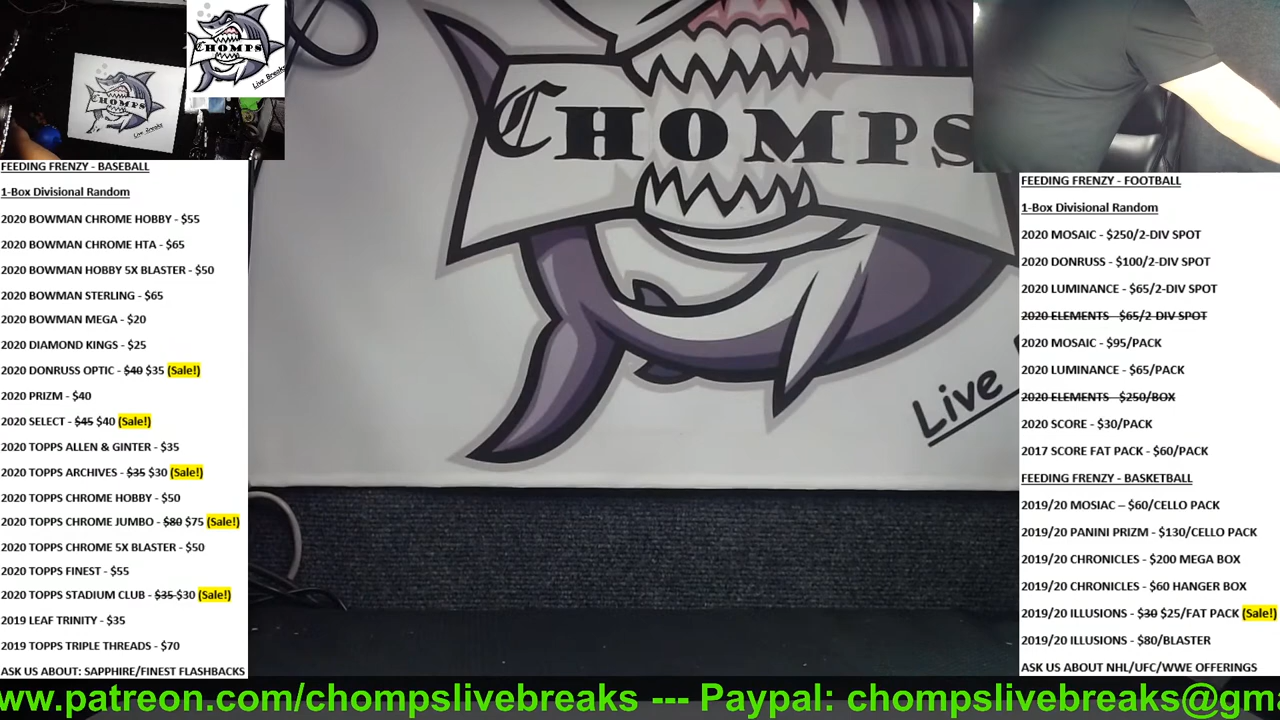 CHOMPS
Live Breaks
CHOMPS
Live Breaks
CHOMPS
Live
FEEDING FRENZY - BASEBALL
1-Box Divisional Random
2020 BOWMAN CHROME HOBBY - $55
2020 BOWMAN CHROME HTA - $65
2020 BOWMAN HOBBY 5X BLASTER - $50
2020 BOWMAN STERLING - $65
2020 BOWMAN MEGA - $20
2020 DIAMOND KINGS - $25
2020 DONRUSS OPTIC - $40 $35 (Sale!)
2020 PRIZM - $40
2020 SELECT - $45 $40 (Sale!)
2020 TOPPS ALLEN & GINTER - $35
2020 TOPPS ARCHIVES - $35 $30 (Sale!)
2020 TOPPS CHROME HOBBY - $50
2020 TOPPS CHROME JUMBO - $80 $75 (Sale!)
2020 TOPPS CHROME 5X BLASTER - $50
2020 TOPPS FINEST - $55
2020 TOPPS STADIUM CLUB - $35 $30 (Sale!)
2019 LEAF TRINITY - $35
2019 TOPPS TRIPLE THREADS - $70
ASK US ABOUT: SAPPHIRE/FINEST FLASHBACKS
FEEDING FRENZY - FOOTBALL
1-Box Divisional Random
2020 MOSAIC - $250/2-DIV SPOT
2020 DONRUSS - $100/2-DIV SPOT
2020 LUMINANCE - $65/2-DIV SPOT
2020 ELEMENTS - $65/2-DIV SPOT
2020 MOSAIC - $95/PACK
2020 LUMINANCE - $65/PACK
2020 ELEMENTS - $250/BOX
2020 SCORE - $30/PACK
2017 SCORE FAT PACK - $60/PACK
FEEDING FRENZY - BASKETBALL
2019/20 MOSIAC – $60/CELLO PACK
2019/20 PANINI PRIZM - $130/CELLO PACK
2019/20 CHRONICLES - $200 MEGA BOX
2019/20 CHRONICLES - $60 HANGER BOX
2019/20 ILLUSIONS - $30 $25/FAT PACK (Sale!)
2019/20 ILLUSIONS - $80/BLASTER
ASK US ABOUT NHL/UFC/WWE OFFERINGS
ww.patreon.com/chompslivebreaks --- Paypal: chompslivebreaks@gma